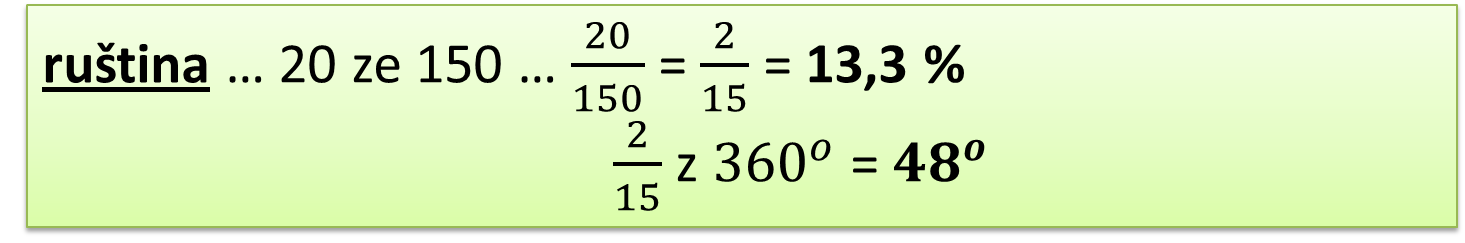 ruština ... 20 ze 150 ... 20/150 = 2/15 = 13,3 %
2/15 z 360° = 48°